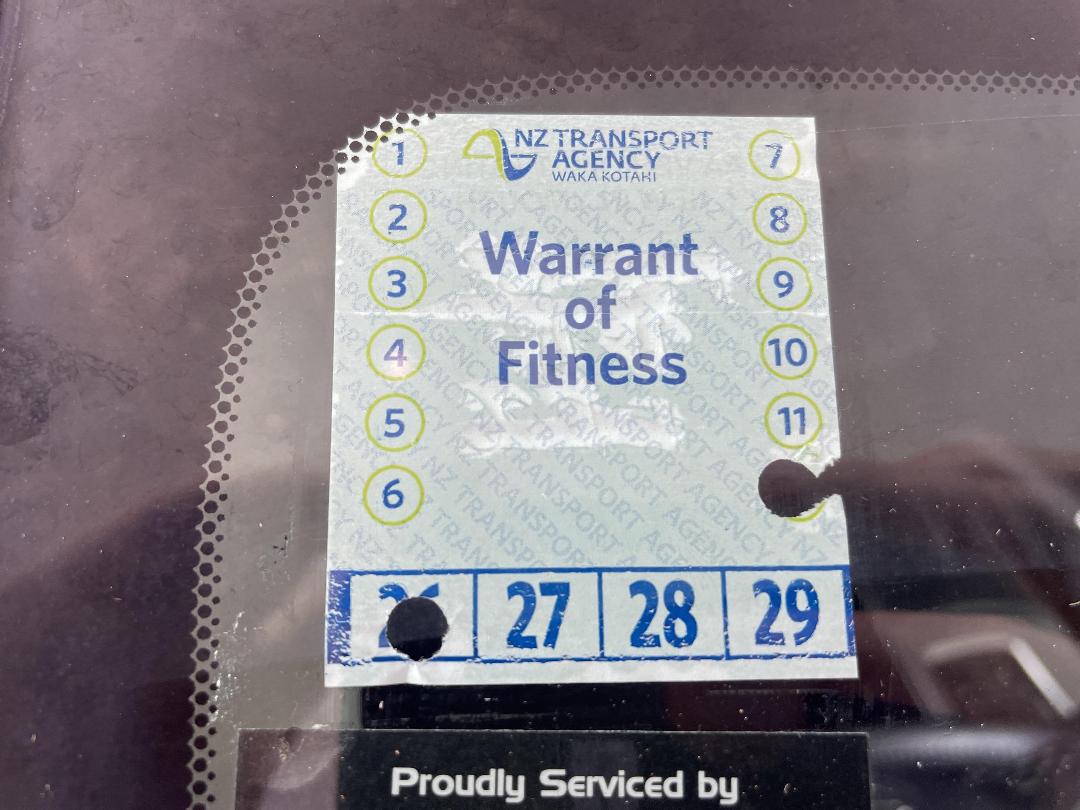 NZ TRANSPORT
AGENCY
WAKA KOTAHI
1
7
2
8
Warrant
of
Fitness
3
9
4
10
5
11
6
26 27 28 29
Proudly Serviced by